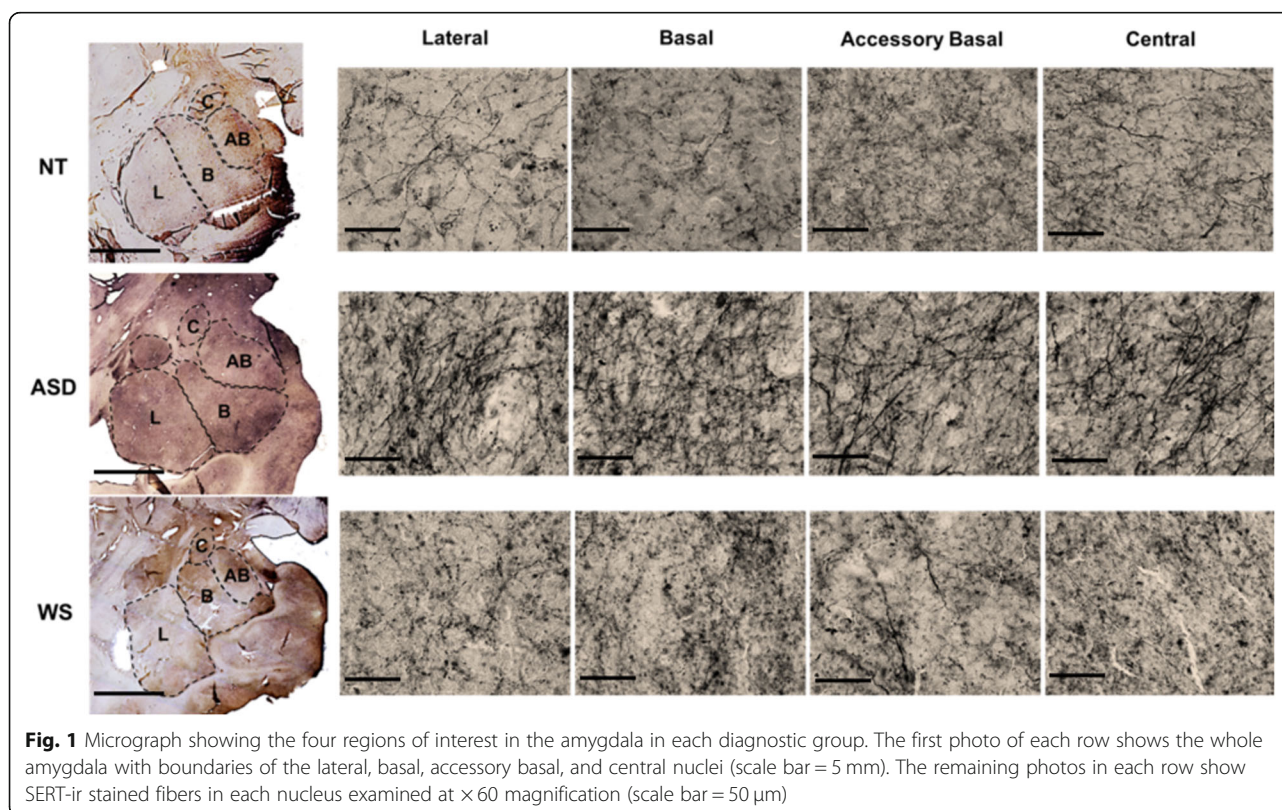 Lateral Basal Accessory Basal Central
NT
C
AB
B
L
ASD
C
AB
L
B
WS
C
AB
B
L
Fig. 1 Micrograph showing the four regions of interest in the amygdala in each diagnostic group. The first photo of each row shows the whole
amygdala with boundaries of the lateral, basal, accessory basal, and central nuclei (scale bar = 5 mm). The remaining photos in each row show
SERT-ir stained fibers in each nucleus examined at × 60 magnification (scale bar = 50 μm)